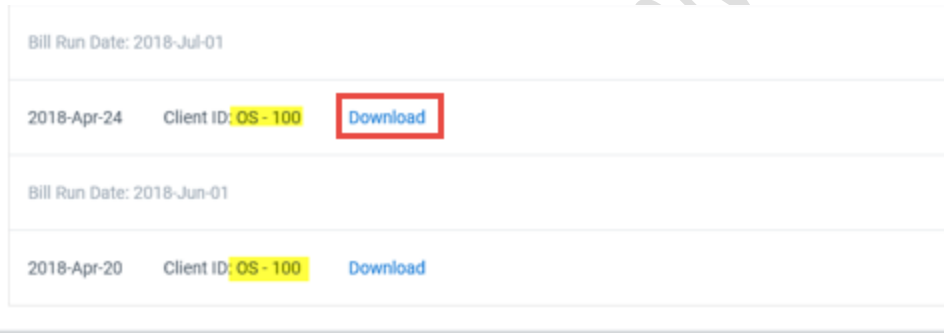 Bill Run Date: 2018-Jul-01
2018-Apr-24 Client ID: OS - 100 Download
Bill Run Date: 2018-Jun-01
2018-Apr-20 Client ID: OS - 100 Download